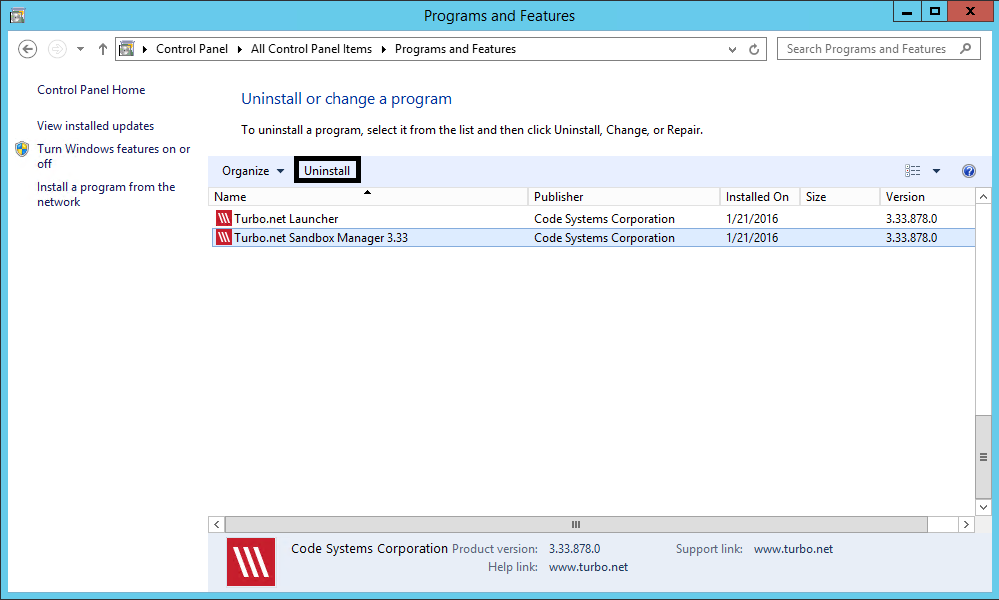 Programs and Features
Control Panel All Control Panel Items Programs and Features
Search Programs and Features
Control Panel Home
View installed updates
Turn Windows features on or
off
Install a program from the
network
Uninstall or change a program
To uninstall a program, select it from the list and then click Uninstall, Change, or Repair.
Organize Uninstall
Name Publisher Installed On Size Version
Turbo.net Launcher Code Systems Corporation 1/21/2016 3.33.878.0
Turbo.net Sandbox Manager 3.33 Code Systems Corporation 1/21/2016 3.33.878.0
Code Systems Corporation Product version: 3.33.878.0 Support link: www.turbo.net
Help link: www.turbo.net